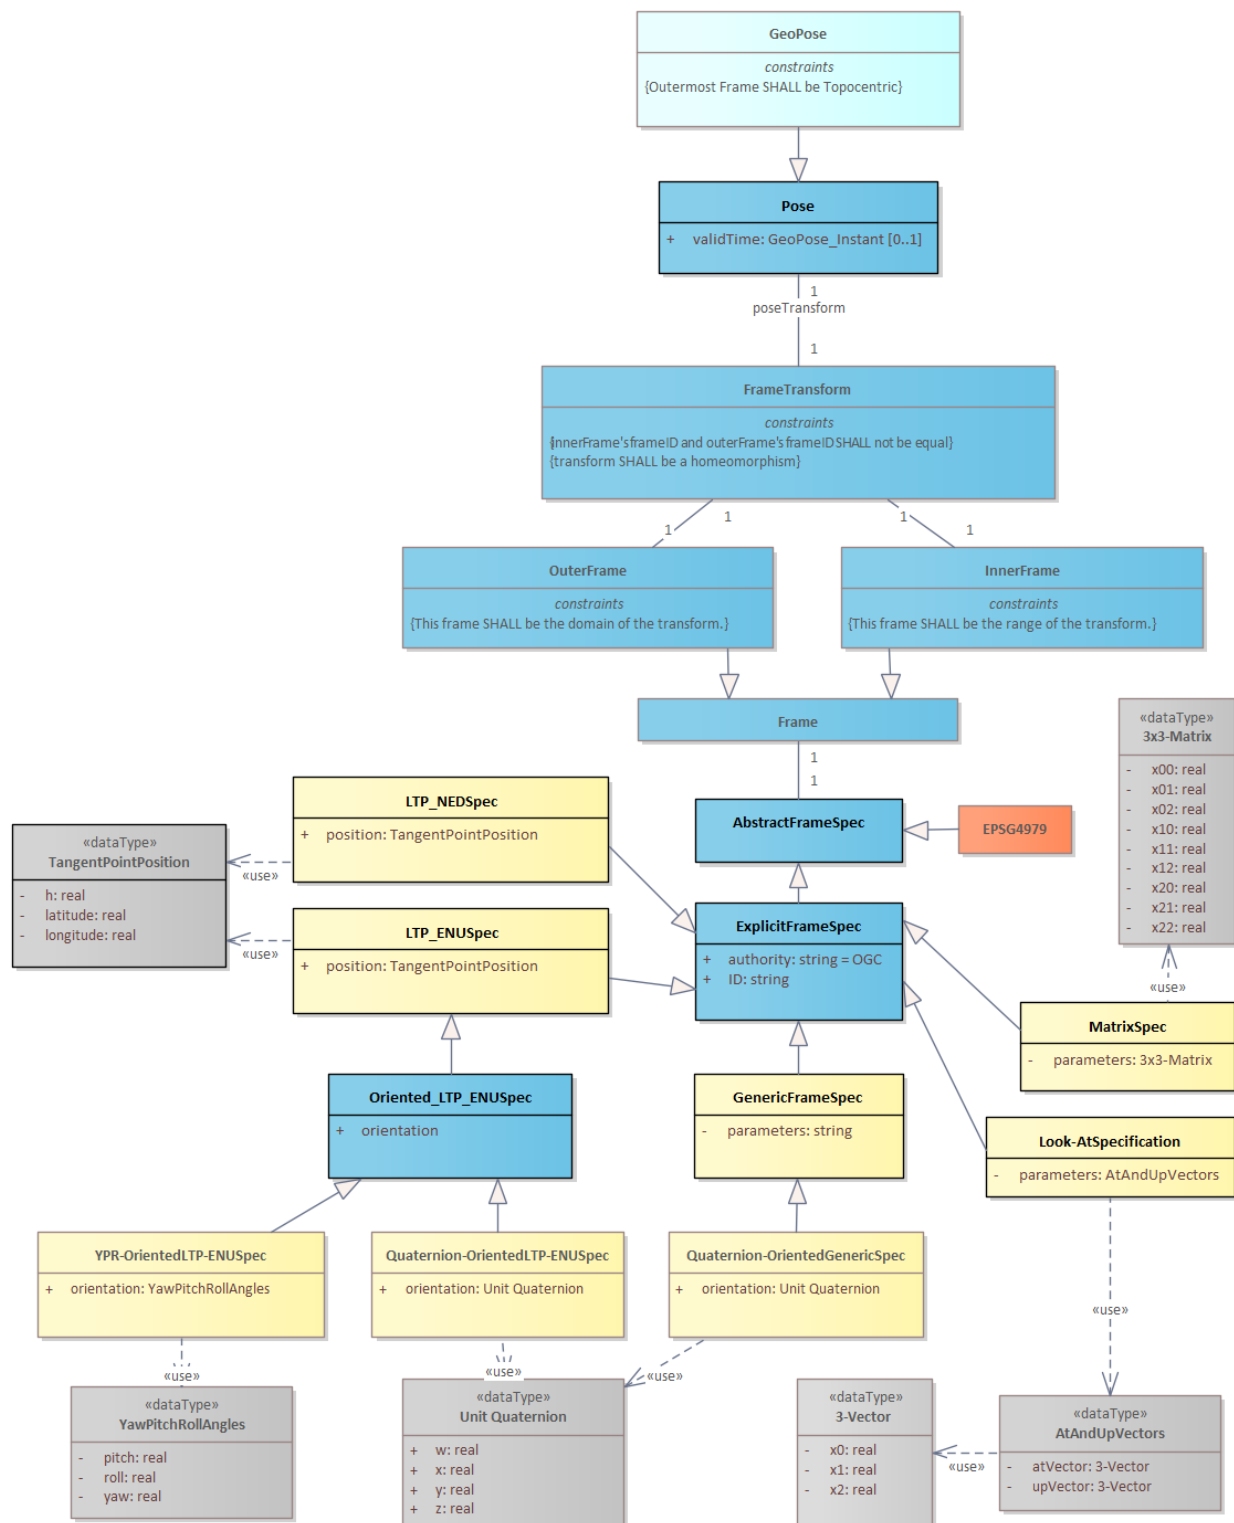 GeoPose
constraints
{Outermost Frame SHALL be Topocentric}
Pose
+ validTime: GeoPose_Instant [0..1]
1
poseTransform
1
FrameTransform
constraints
{innerFrame's frameID and outerFrame's frameID SHALL not be equal}
{transform SHALL be a homeomorphism}
1 1
1 1
OuterFrame
constraints
{This frame SHALL be the domain of the transform.}
InnerFrame
constraints
{This frame SHALL be the range of the transform.}
Frame
1
1
«dataType»
3x3-Matrix
- x00: real
- x01: real
- x02: real
- x10: real
- x11: real
- x12: real
- x20: real
- x21: real
- x22: real
«use»
LTP_NEDSpec
+ position: TangentPointPosition
AbstractFrameSpec
EPSG4979
«dataType»
TangentPointPosition
- h: real
- latitude: real
- longitude: real
«use»
«use»
LTP_ENUSpec
+ position: TangentPointPosition
ExplicitFrameSpec
+ authority: string = OGC
+ ID: string
MatrixSpec
- parameters: 3x3-Matrix
Oriented_LTP_ENUSpec
+ orientation
GenericFrameSpec
- parameters: string
Look-AtSpecification
- parameters: AtAndUpVectors
YPR-OrientedLTP-ENUSpec
+ orientation: YawPitchRollAngles
Quaternion-OrientedLTP-ENUSpec
+ orientation: Unit Quaternion
Quaternion-OrientedGenericSpec
+ orientation: Unit Quaternion
«use»
«use»
«use»
«dataType»
YawPitchRollAngles
- pitch: real
- roll: real
- yaw: real
«dataType»
Unit Quaternion
+ w: real
+ x: real
+ y: real
+ z: real
«dataType»
3-Vector
- x0: real
- x1: real
- x2: real
«use»
«dataType»
AtAndUpVectors
- atVector: 3-Vector
- upVector: 3-Vector